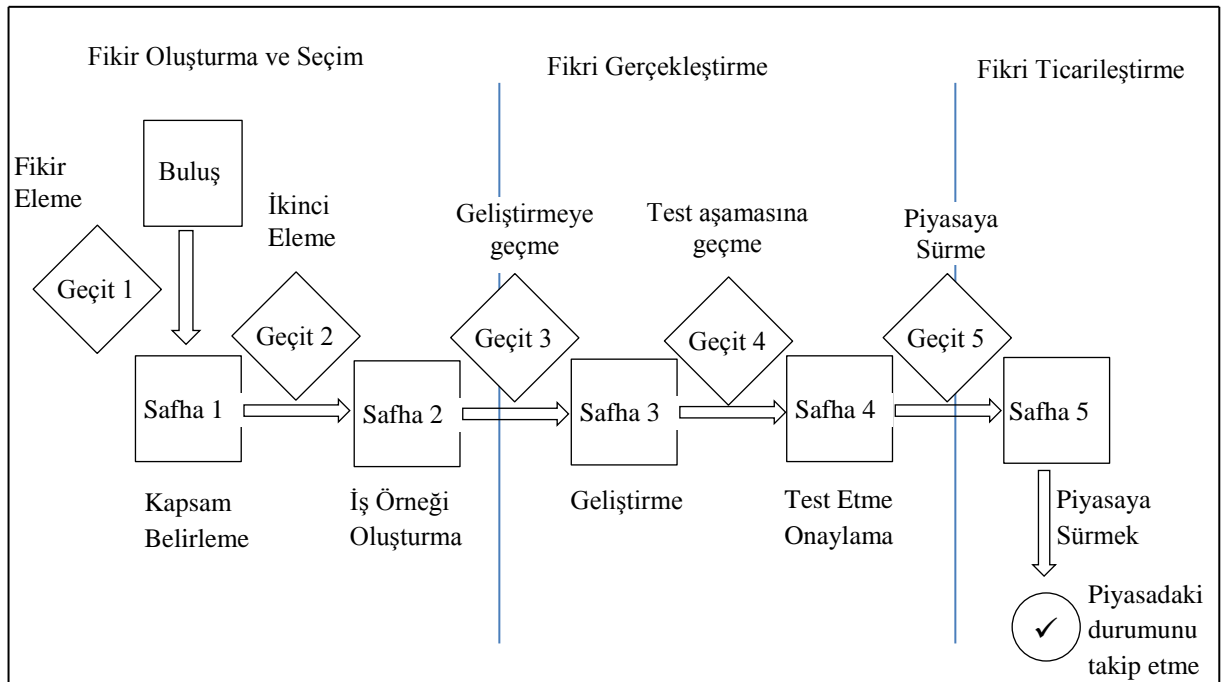 Fikir Oluşturma ve Seçim
Fikri Gerçekleştirme
Fikri Ticarileştirme
Fikir
Eleme
Buluş
Geçit 1
İkinci
Eleme
Geçit 2
Geliştirmeye
geçme
Geçit 3
Test aşamasına
geçme
Geçit 4
Piyasaya
Sürme
Geçit 5
Safha 1
Safha 2
Safha 3
Safha 4
Safha 5
Kapsam
Belirleme
İş Örneği
Oluşturma
Geliştirme
Test Etme
Onaylama
Piyasaya
Sürmek
✓
Piyasadaki
durumunu
takip etme